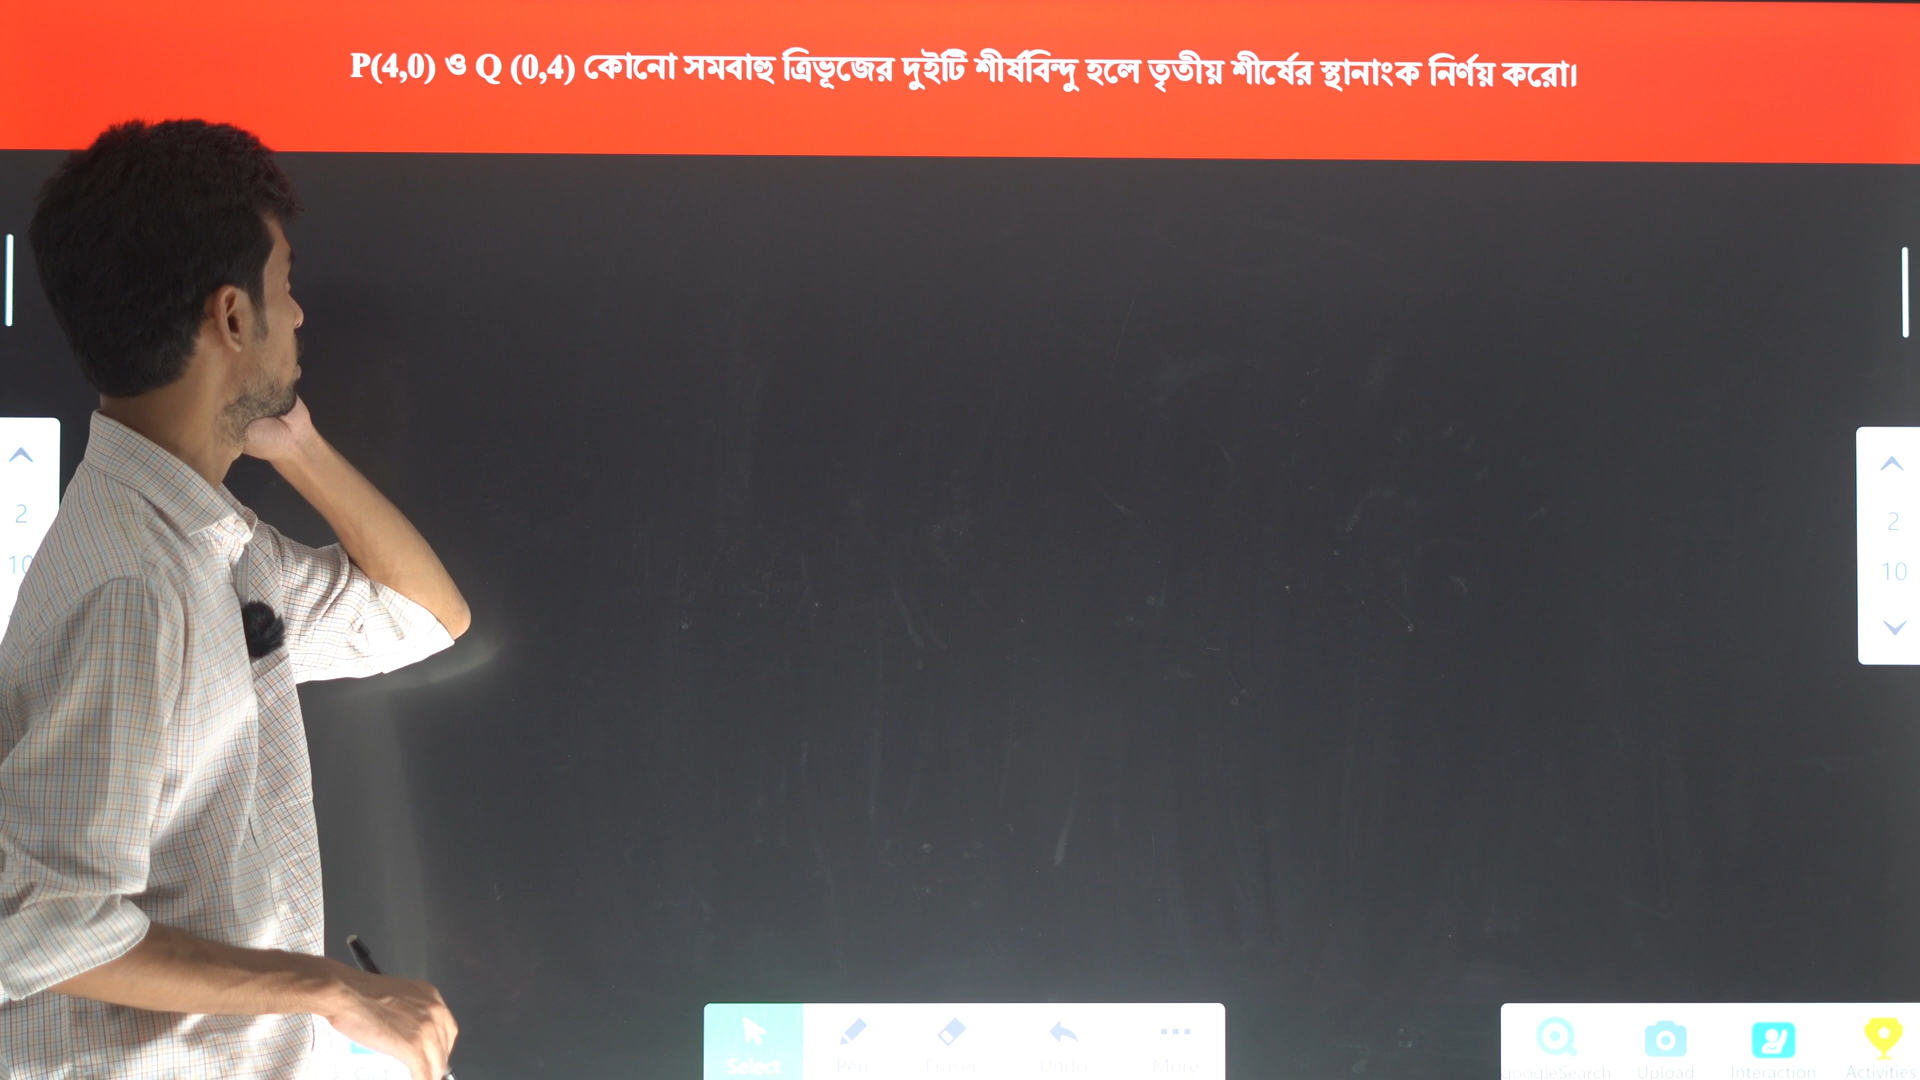 P(4,0) ও Q (0,4) কোনো সমবাহু ত্রিভূজের দুইটি শীর্ষবিন্দু হলে তৃতীয় শীর্ষের স্থানাংক নির্ণয় করো।
2
10
2
10
Select
Pen
Eraser
Undo
More
Upload
Interaction
Activities